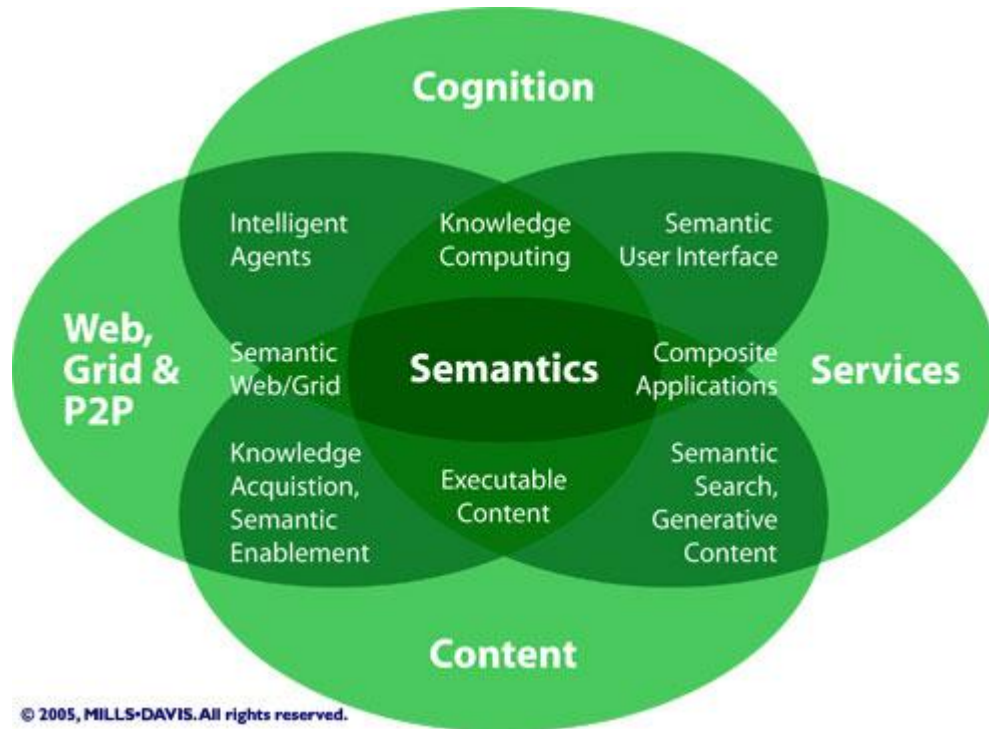 Cognition
Intelligent
Agents
Knowledge
Computing
Semantic
User Interface
Web,
Grid &
P2P
Semantic
Web/Grid
Semantics
Composite
Applications
Services
Knowledge
Acquistion,
Semantic
Enablement
Executable
Content
Semantic
Search,
Generative
Content
Content
© 2005, MILLS•DAVIS. All rights reserved.